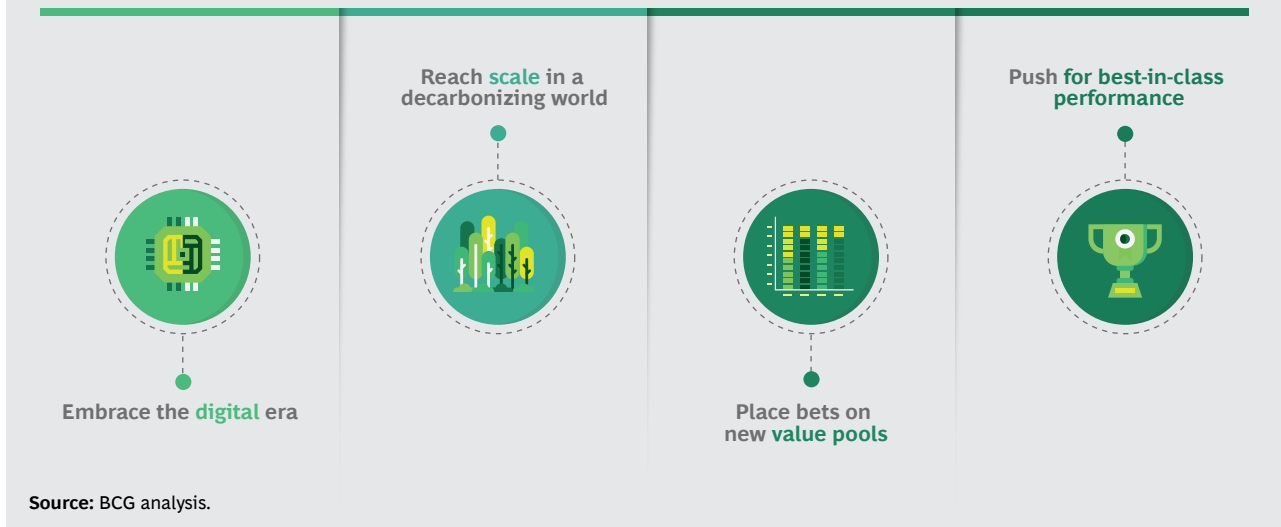 Embrace the digital era
Reach scale in a
decarbonizing world
Place bets on
new value pools
Push for best-in-class
performance
Source: BCG analysis.